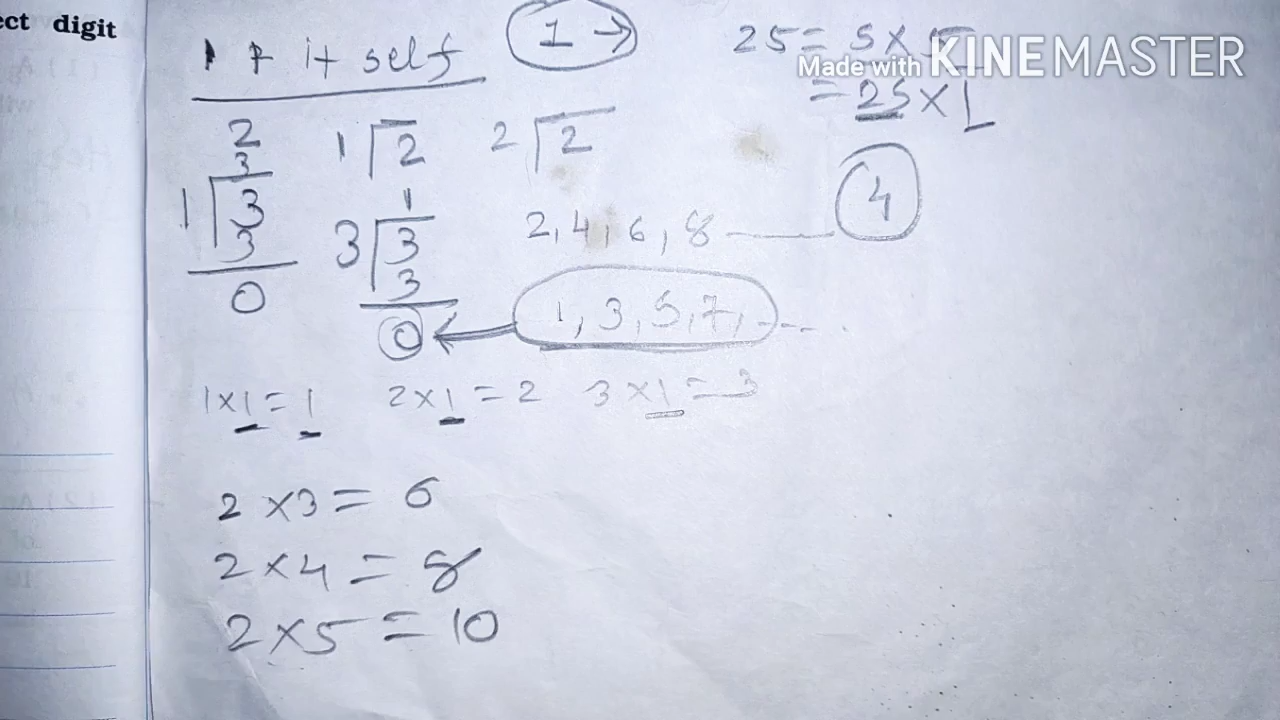 ect digit
1 & it self
1 →
25 = 5 × 5
Made with KINEMASTER
= 25 × 1
2
3
1 3
3
0
1 2
2 2
1
3 3
3
0
2, 4, 6, 8
4
1, 3, 5, 7, ----..
1×1 = 1 2×1 = 2 3×1 = 3
2×3 = 6
2×4 = 8
2×5 = 10